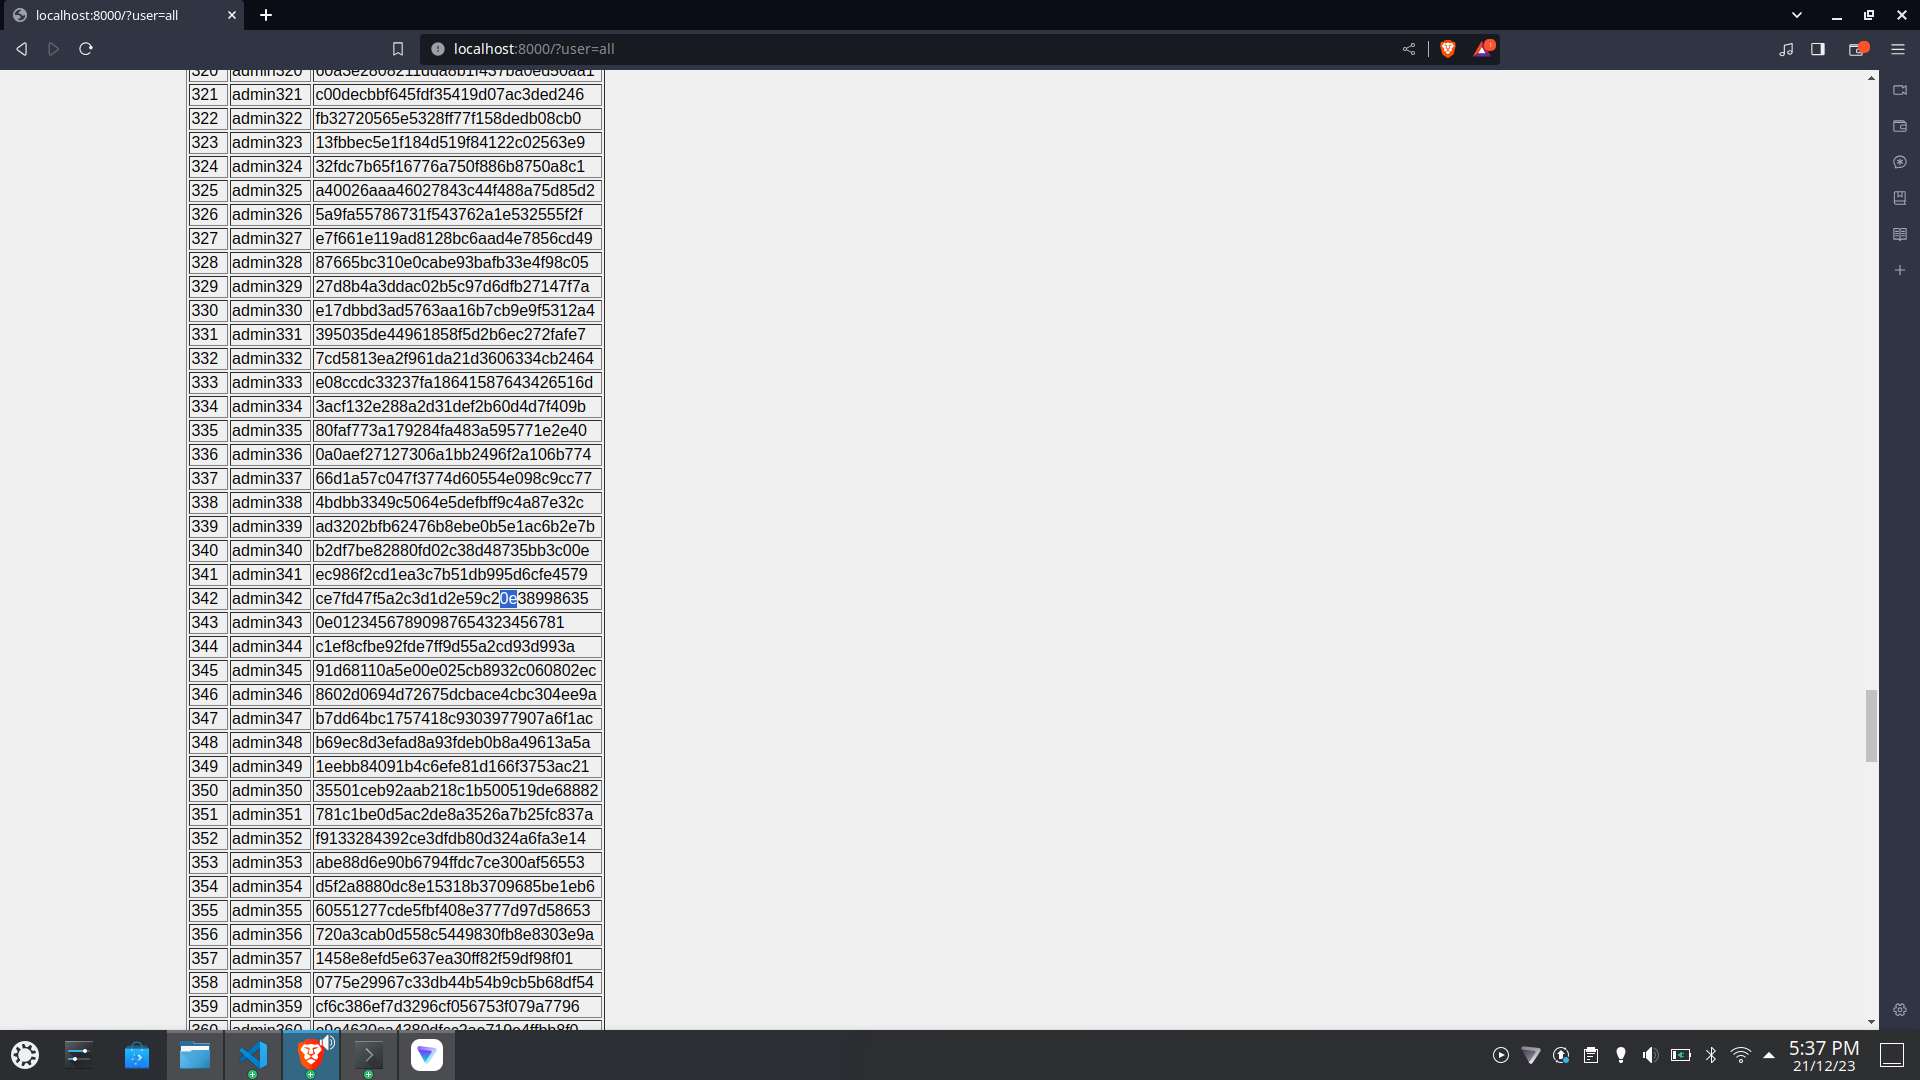 localhost:8000/?user=all
localhost:8000/?user=all
320 admin320 60a3e2808211dda8b1f437ba0ed50aa1
321 admin321 c00decbbf645fdf35419d07ac3ded246
322 admin322 fb32720565e5328ff77f158dedb08cb0
323 admin323 13fbbec5e1f184d519f84122c02563e9
324 admin324 32fdc7b65f16776a750f886b8750a8c1
325 admin325 a40026aaa46027843c44f488a75d85d2
326 admin326 5a9fa55786731f543762a1e532555f2f
327 admin327 e7f661e119ad8128bc6aad4e7856cd49
328 admin328 87665bc310e0cabe93bafb33e4f98c05
329 admin329 27d8b4a3ddac02b5c97d6dfb27147f7a
330 admin330 e17dbbd3ad5763aa16b7cb9e9f5312a4
331 admin331 395035de44961858f5d2b6ec272fafe7
332 admin332 7cd5813ea2f961da21d3606334cb2464
333 admin333 e08ccdc33237fa18641587643426516d
334 admin334 3acf132e288a2d31def2b60d4d7f409b
335 admin335 80faf773a179284fa483a595771e2e40
336 admin336 0a0aef27127306a1bb2496f2a106b774
337 admin337 66d1a57c047f3774d60554e098c9cc77
338 admin338 4bdbb3349c5064e5defbff9c4a87e32c
339 admin339 ad3202bfb62476b8ebe0b5e1ac6b2e7b
340 admin340 b2df7be82880fd02c38d48735bb3c00e
341 admin341 ec986f2cd1ea3c7b51db995d6cfe4579
342 admin342 ce7fd47f5a2c3d1d2e59c20e38998635
343 admin343 0e01234567890987654323456781
344 admin344 c1ef8cfbe92fde7ff9d55a2cd93d993a
345 admin345 91d68110a5e00e025cb8932c060802ec
346 admin346 8602d0694d72675dcbace4cbc304ee9a
347 admin347 b7dd64bc1757418c9303977907a6f1ac
348 admin348 b69ec8d3efad8a93fdeb0b8a49613a5a
349 admin349 1eebb84091b4c6efe81d166f3753ac21
350 admin350 35501ceb92aab218c1b500519de68882
351 admin351 781c1be0d5ac2de8a3526a7b25fc837a
352 admin352 f9133284392ce3dfdb80d324a6fa3e14
353 admin353 abe88d6e90b6794ffdc7ce300af56553
354 admin354 d5f2a8880dc8e15318b3709685be1eb6
355 admin355 60551277cde5fbf408e3777d97d58653
356 admin356 720a3cab0d558c5449830fb8e8303e9a
357 admin357 1458e8efd5e637ea30ff82f59df98f01
358 admin358 0775e29967c33db44b54b9cb5b68df54
359 admin359 cf6c386ef7d3296cf056753f079a7796
360 admin360
5:37 PM
21/12/23